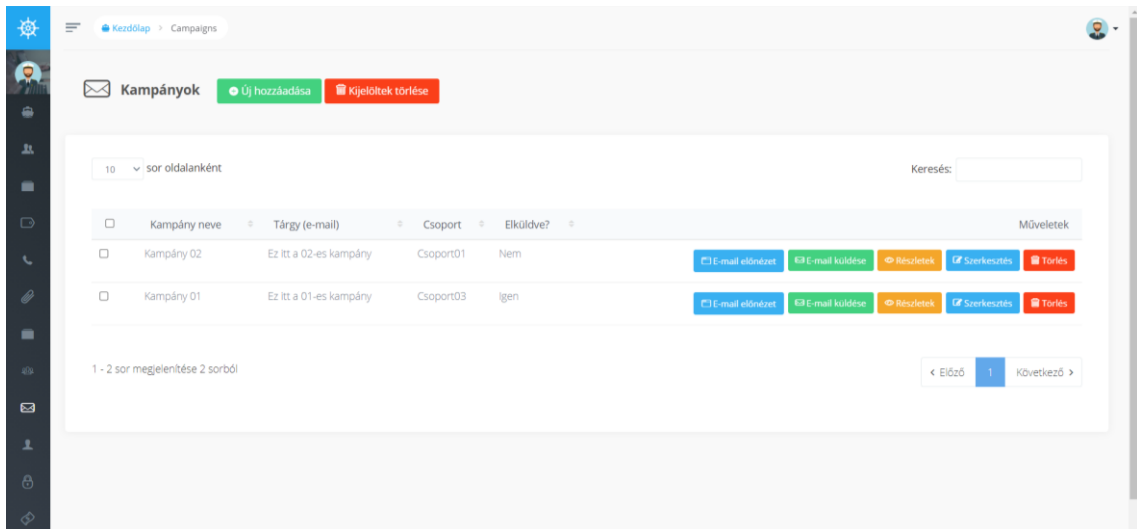 Kezdőlap > Campaigns
Kampányok Új hozzáadása Kijelöltek törlése
10 sor oldalanként Keresés:
Kampány neve Tárgy (e-mail) Csoport Elküldve? Műveletek
Kampány 02 Ez itt a 02-es kampány Csoport01 Nem E-mail előnézet E-mail küldése Részletek Szerkesztés Törlés
Kampány 01 Ez itt a 01-es kampány Csoport03 Igen E-mail előnézet E-mail küldése Részletek Szerkesztés Törlés
1 - 2 sor megjelenítése 2 sorból < Előző 1 Következő >